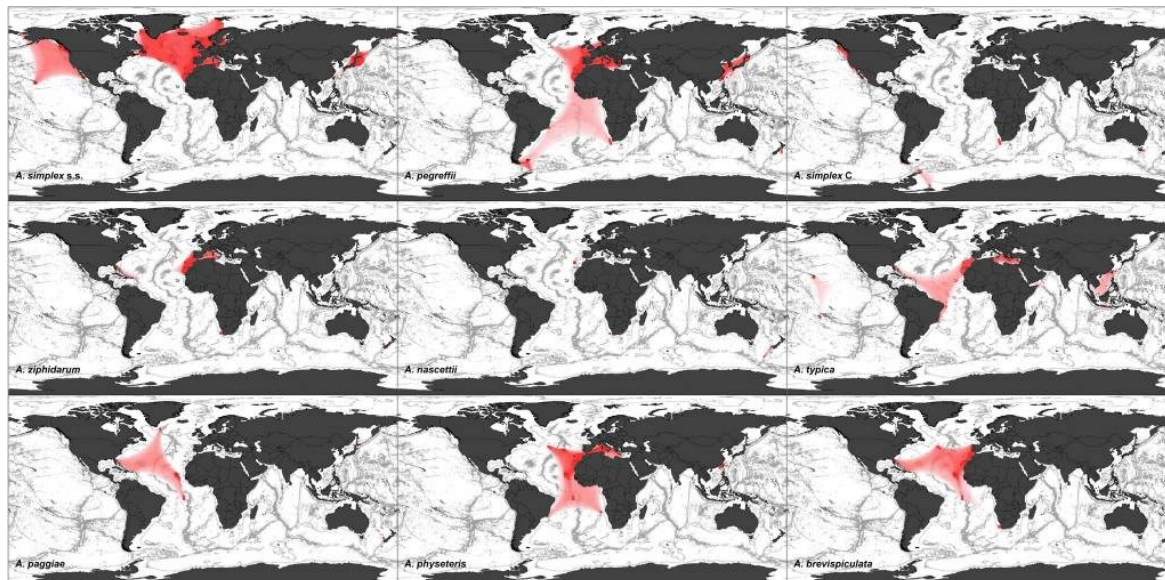 A. simplex s.s.
A. pegreffii
A. simplex C
A. ziphidarum
A. nascettii
A. typica
A. paggiae
A. physeteris
A. brevispiculata